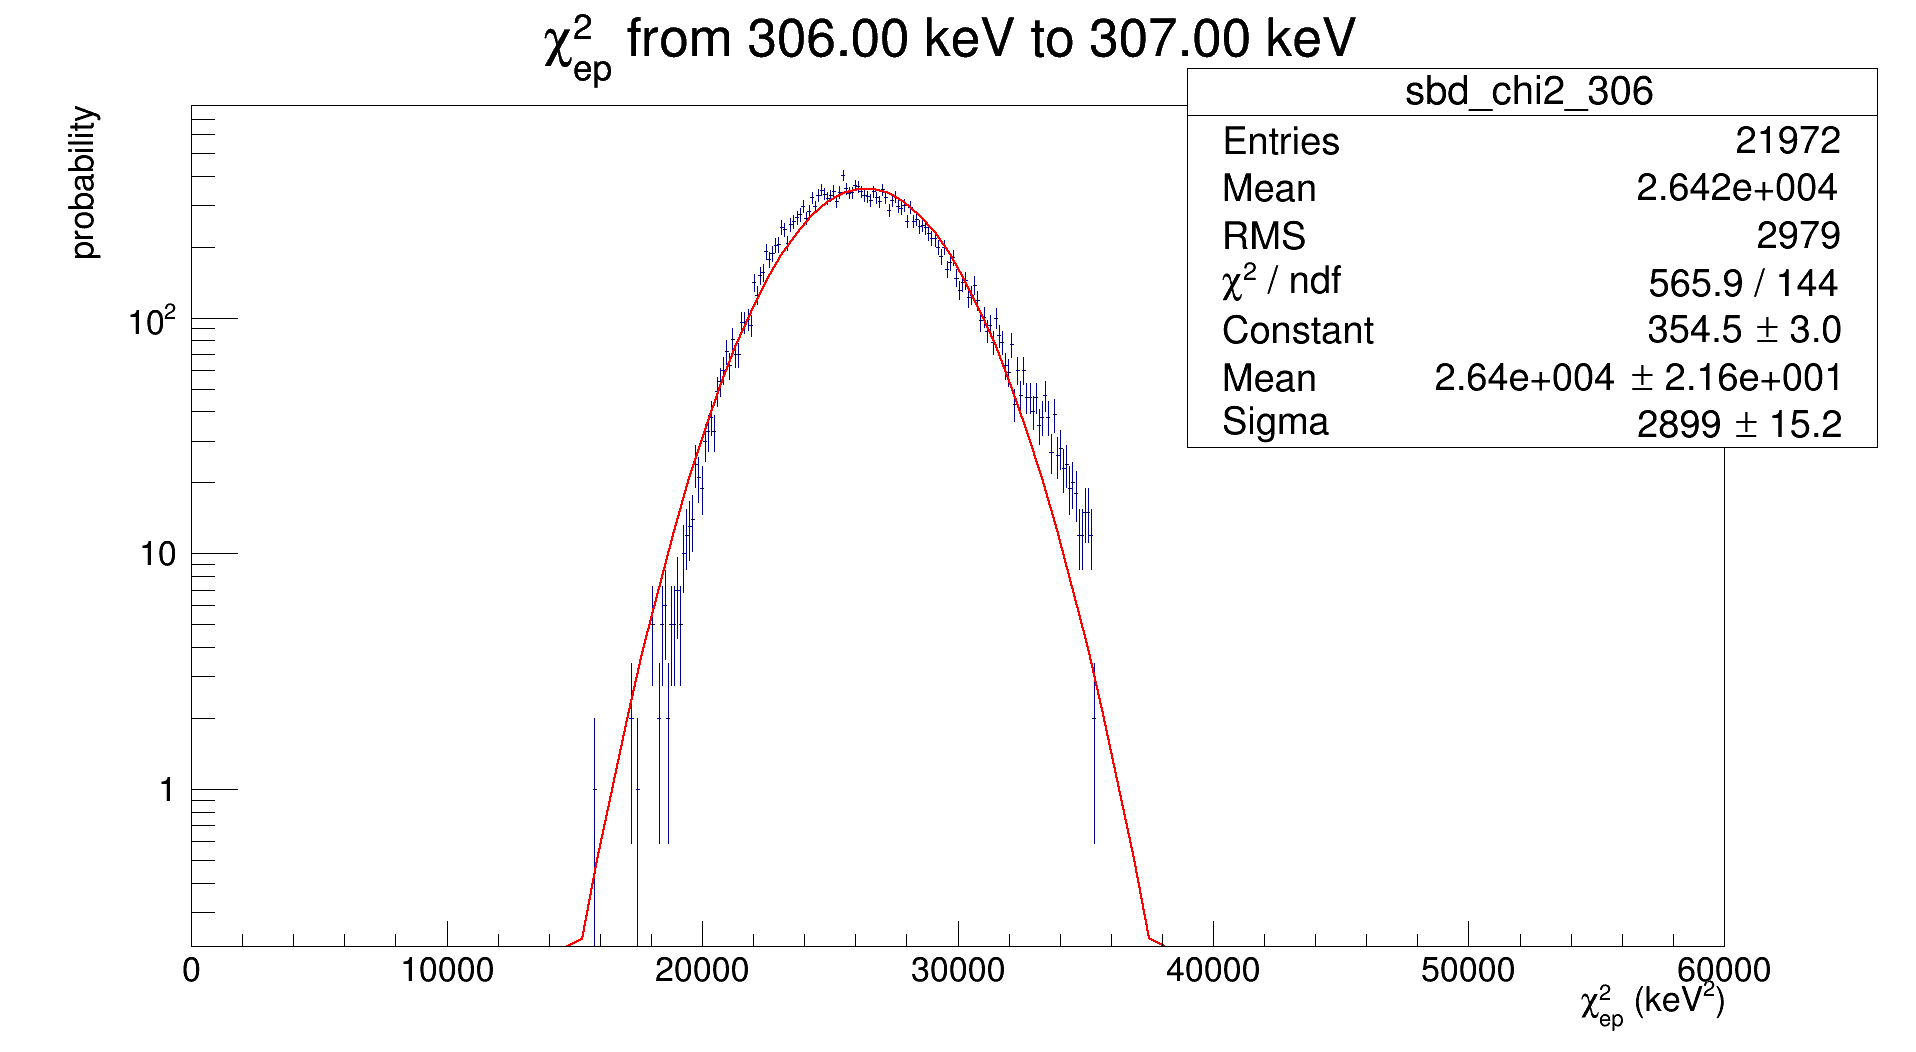 χ²ep from 306.00 keV to 307.00 keV
probability
sbd_chi2_306
Entries 21972
Mean 2.642e+004
RMS 2979
χ² / ndf 565.9 / 144
Constant 354.5 ± 3.0
Mean 2.64e+004 ± 2.16e+001
Sigma 2899 ± 15.2
10²
10
1
0 10000 20000 30000 40000 50000 60000
χ²ep (keV²)